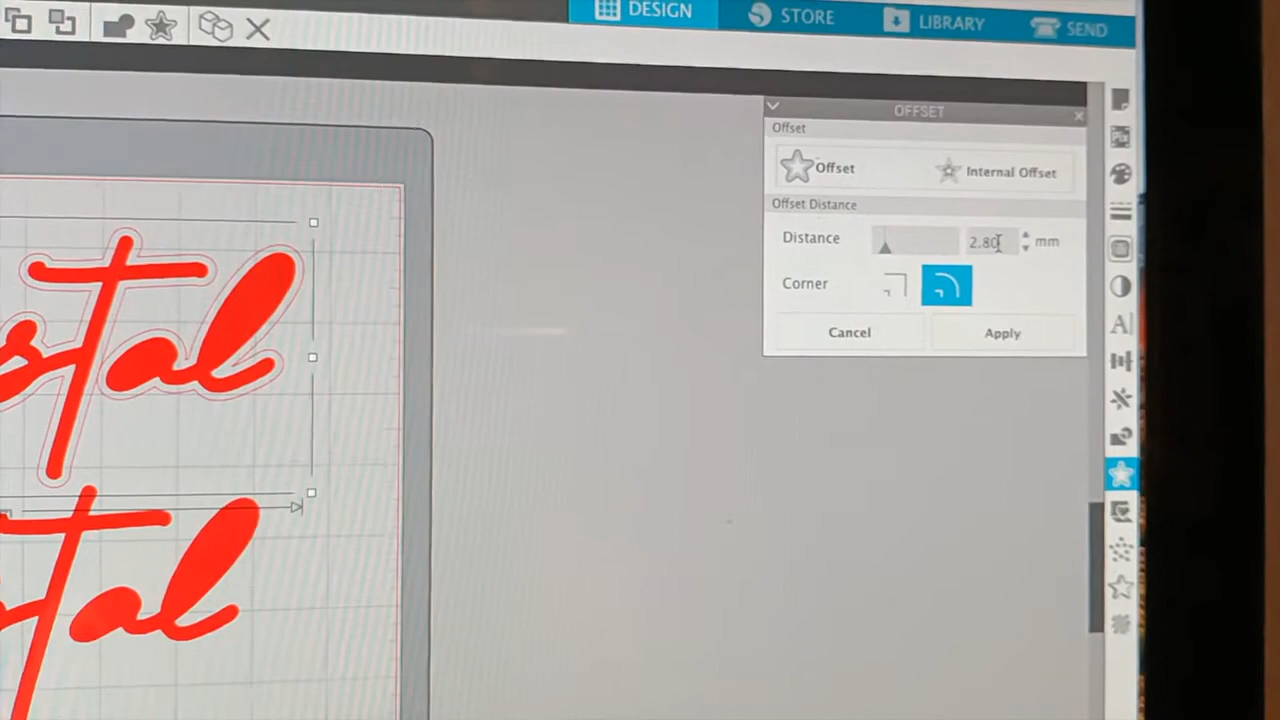 DESIGN
STORE
LIBRARY
SEND
OFFSET
Offset
Offset
Internal Offset
Offset Distance
Distance
2.80
mm
Corner
Cancel
Apply
stal
tal